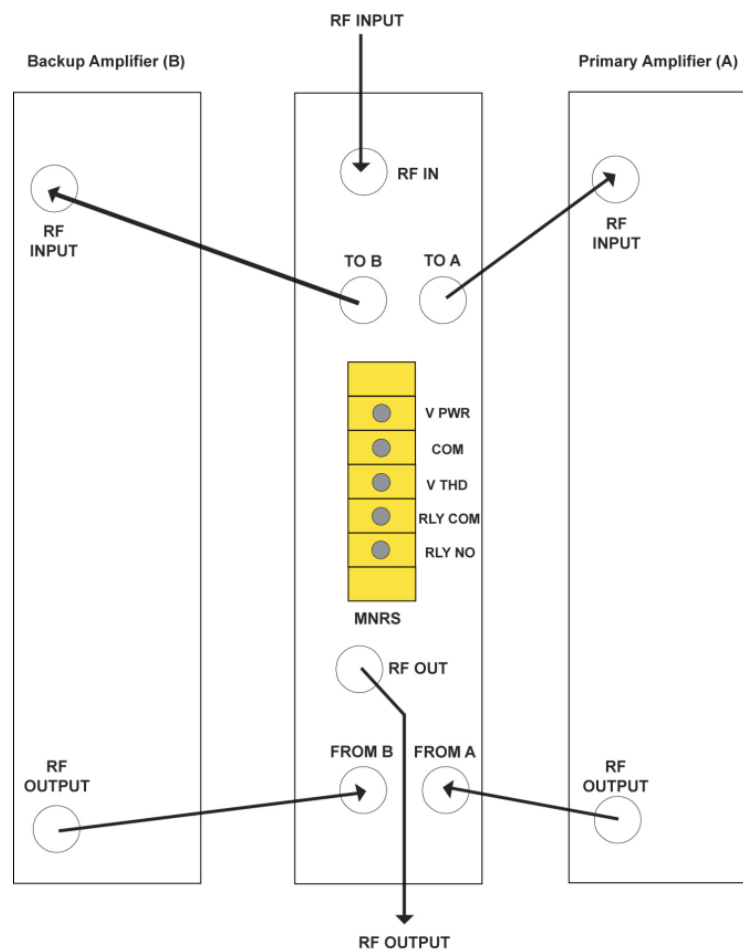 RF INPUT
Backup Amplifier (B)
Primary Amplifier (A)
RF IN
RF
INPUT
RF
INPUT
TO B
TO A
V PWR
COM
V THD
RLY COM
RLY NO
MNRS
RF OUT
FROM B
FROM A
RF
OUTPUT
RF
OUTPUT
RF OUTPUT